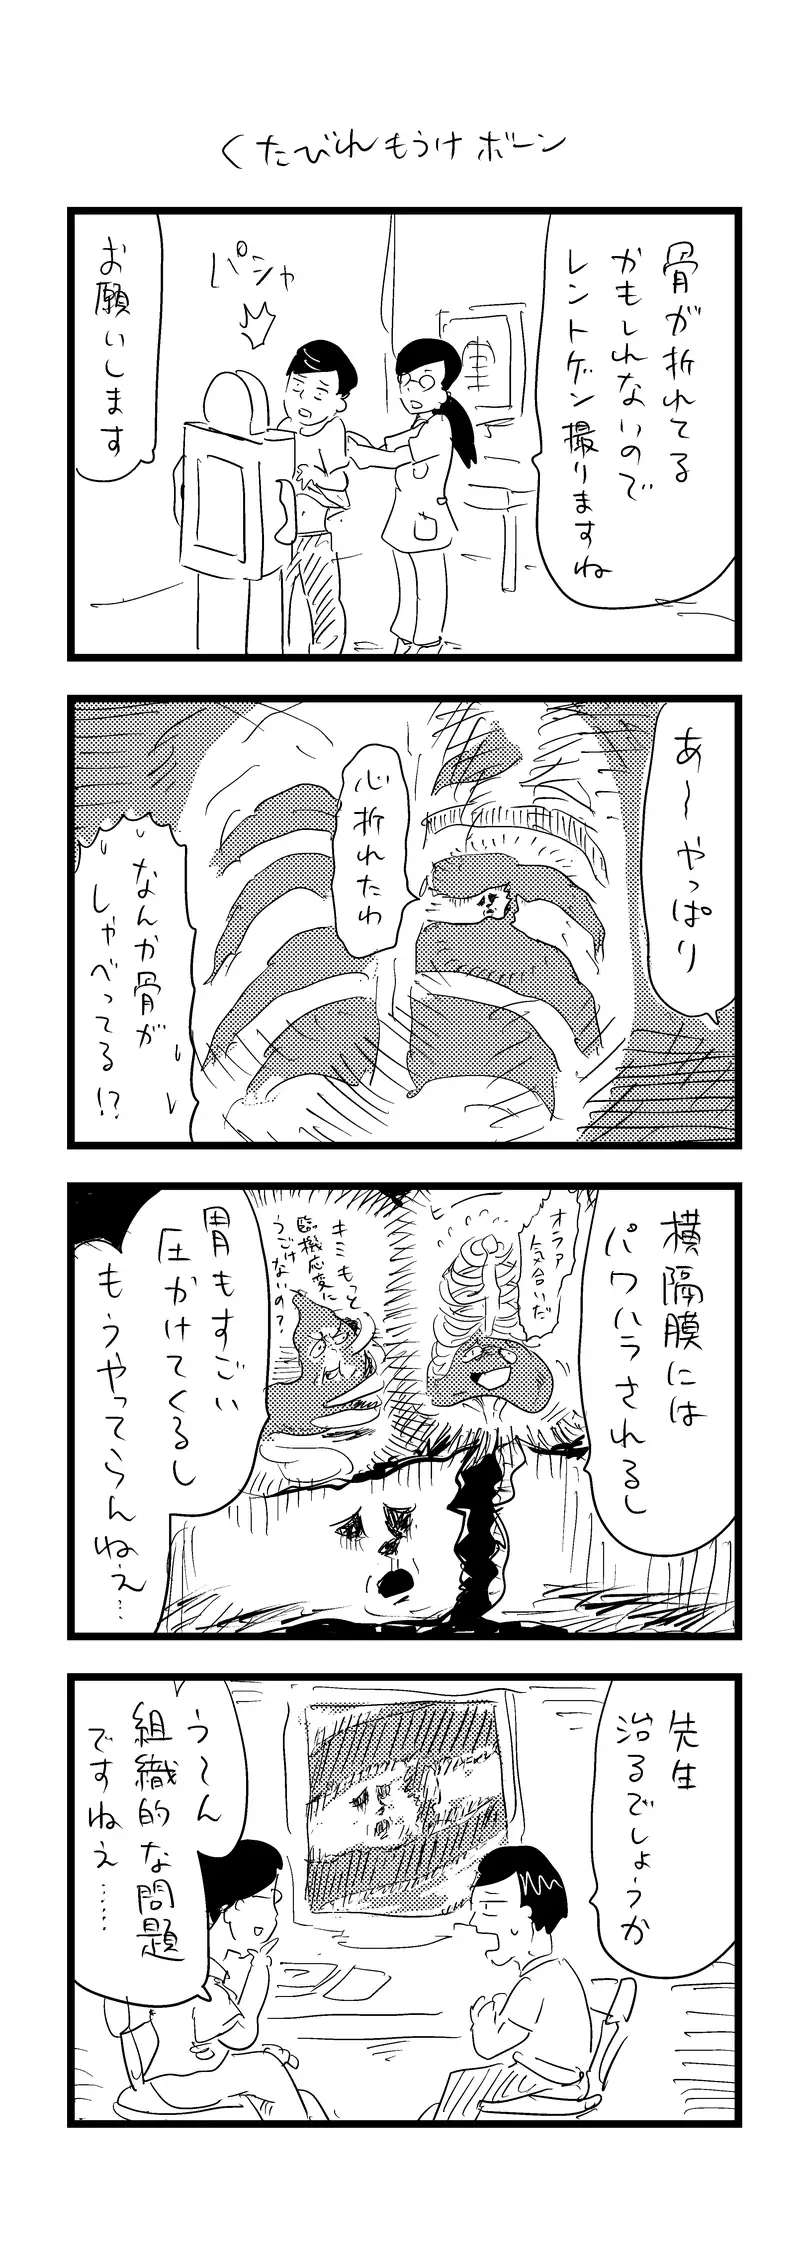 くたびれもうけボーン
骨が折れてる
かもしれないので
レントゲン撮りますね
パシャ
お願いします
あ〜やっぱり
心折れたわ
なんか骨が
しゃべってる!?
横隔膜には
パワハラされるし
オラァ
気合いだ
ヒー
キミもっと
臨機応変に
うごけないの?
胃もすごい
圧かけてくるし
もうやってらんねえ…
先生
治るでしょうか
う〜ん
組織的な問題
ですねえ……